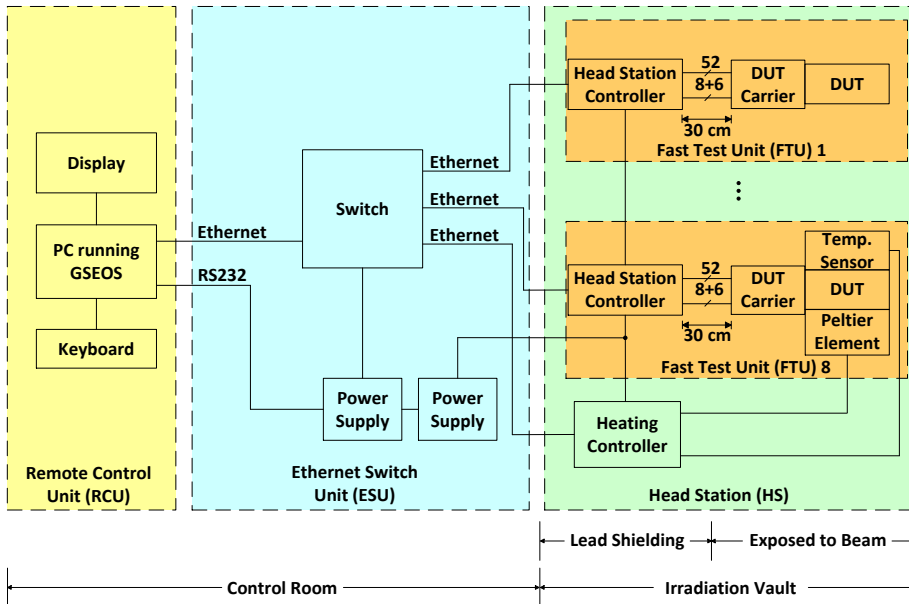 Display
PC running
GSEOS
Keyboard
Remote Control
Unit (RCU)
Ethernet
RS232
Switch
Ethernet
Ethernet
Ethernet
Power
Supply
Power
Supply
Ethernet Switch
Unit (ESU)
Head Station
Controller
52
8+6
30 cm
DUT
Carrier
DUT
Fast Test Unit (FTU) 1
Head Station
Controller
52
8+6
30 cm
DUT
Carrier
Temp.
Sensor
DUT
Peltier
Element
Fast Test Unit (FTU) 8
Heating
Controller
Head Station (HS)
Lead Shielding
Exposed to Beam
Control Room
Irradiation Vault